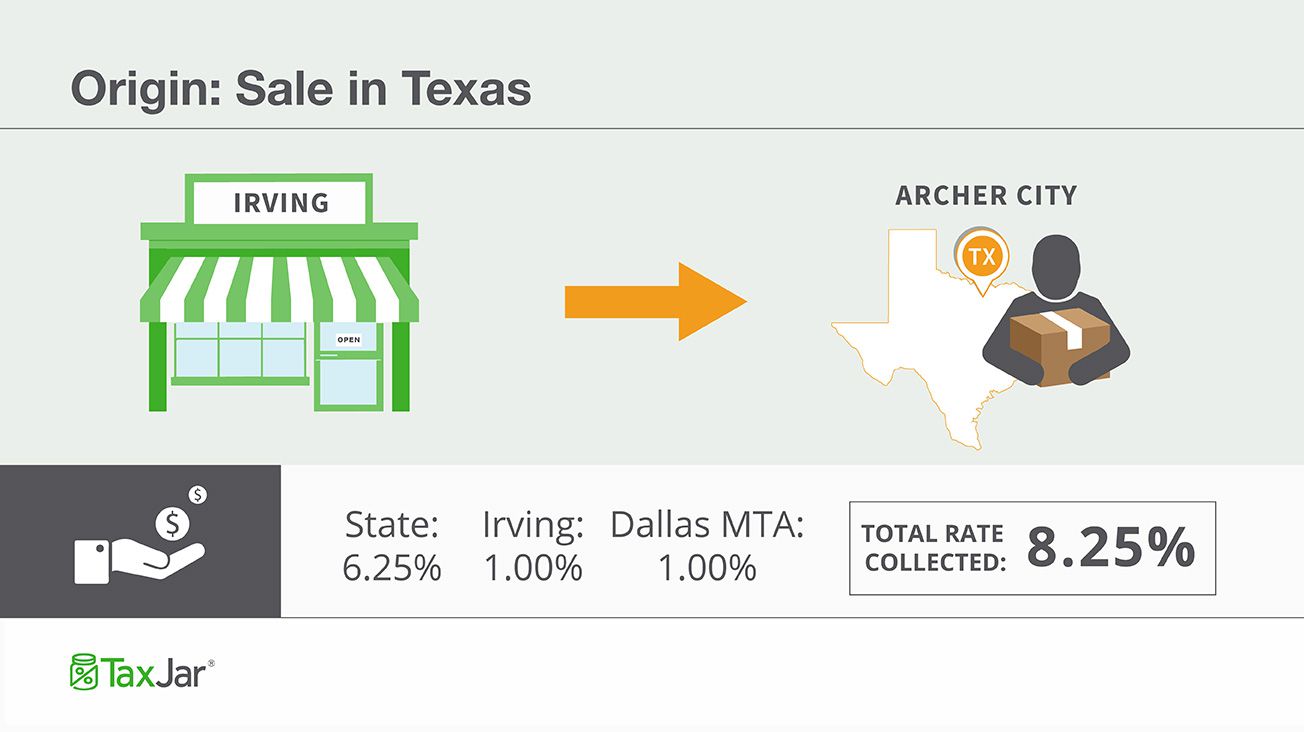 Origin: Sale in Texas
IRVING
OPEN
ARCHER CITY
TX
$
$
State:
6.25%
Irving:
1.00%
Dallas MTA:
1.00%
TOTAL RATE
COLLECTED:
8.25%
TaxJar®